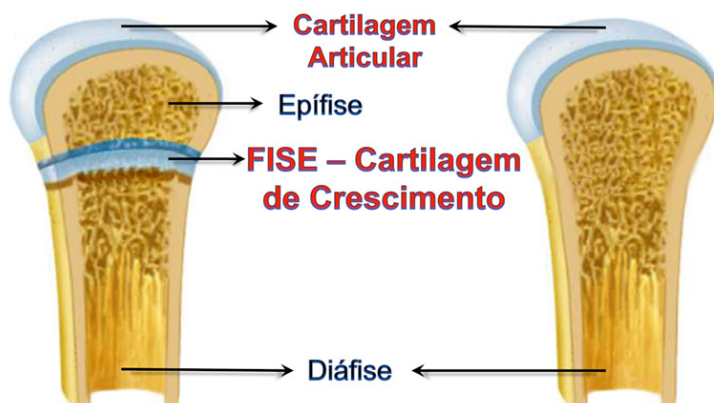 Cartilagem
Articular
Epífise
FISE – Cartilagem
de Crescimento
Diáfise